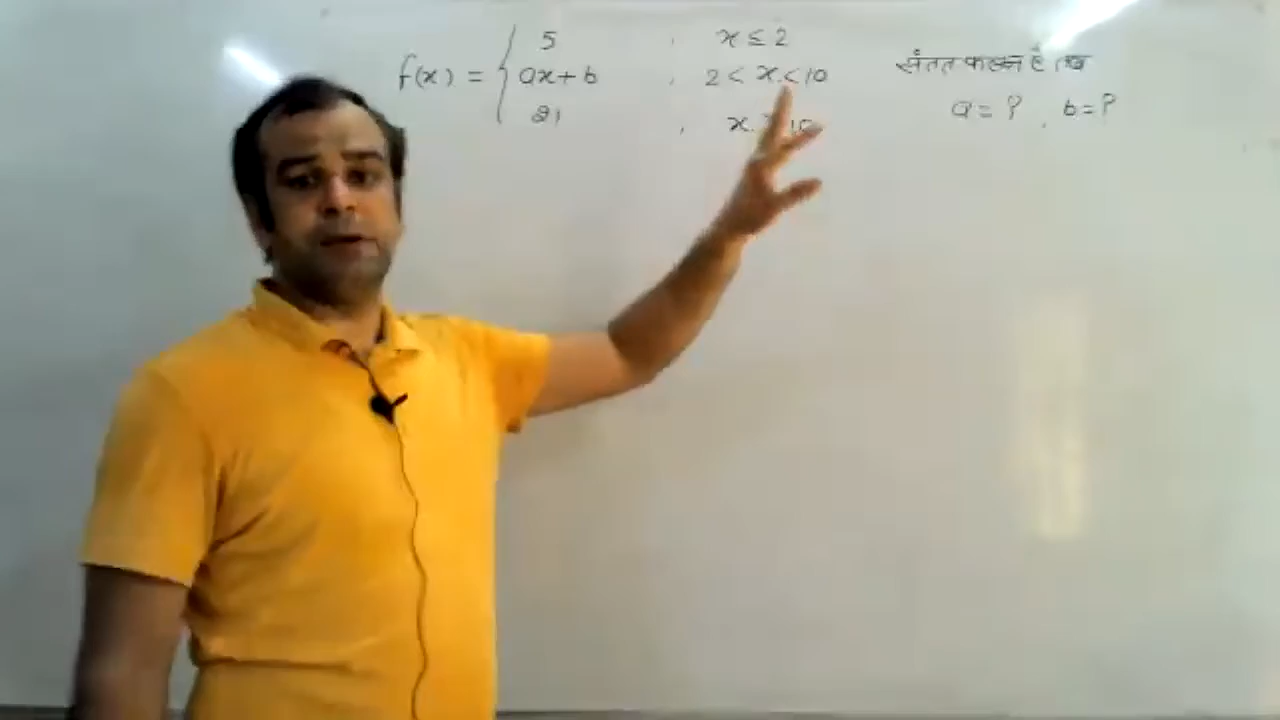 5 , x ≤ 2
f(x) = { ax + b , 2 < x < 10 संतत फलन है तब
21 , x 10 a = ? , b = ?